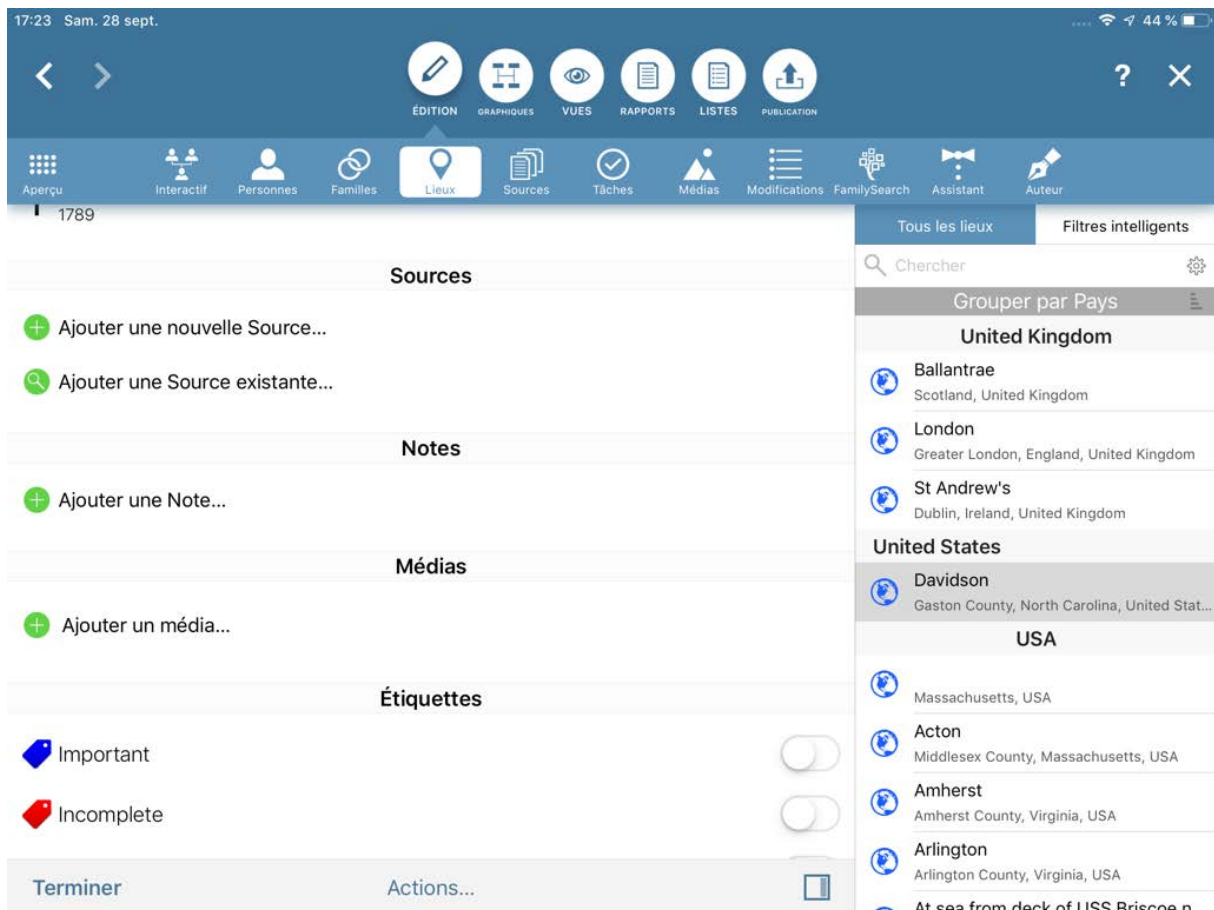 17:23 Sam. 28 sept.
44 %
?
ÉDITION
GRAPHIQUES
VUES
RAPPORTS
LISTES
PUBLICATION
Aperçu
Interactif
Personnes
Familles
Lieux
Sources
Tâches
Médias
Modifications
FamilySearch
Assistant
Auteur
1789
Sources
Ajouter une nouvelle Source...
Ajouter une Source existante...
Notes
Ajouter une Note...
Médias
Ajouter un média...
Étiquettes
Important
Incomplete
Terminer
Actions...
Tous les lieux
Filtres intelligents
Chercher
Grouper par Pays
United Kingdom
Ballantrae
Scotland, United Kingdom
London
Greater London, England, United Kingdom
St Andrew's
Dublin, Ireland, United Kingdom
United States
Davidson
Gaston County, North Carolina, United Stat...
USA
Massachusetts, USA
Acton
Middlesex County, Massachusetts, USA
Amherst
Amherst County, Virginia, USA
Arlington
Arlington County, Virginia, USA
At sea from deck of USS Briscoe n